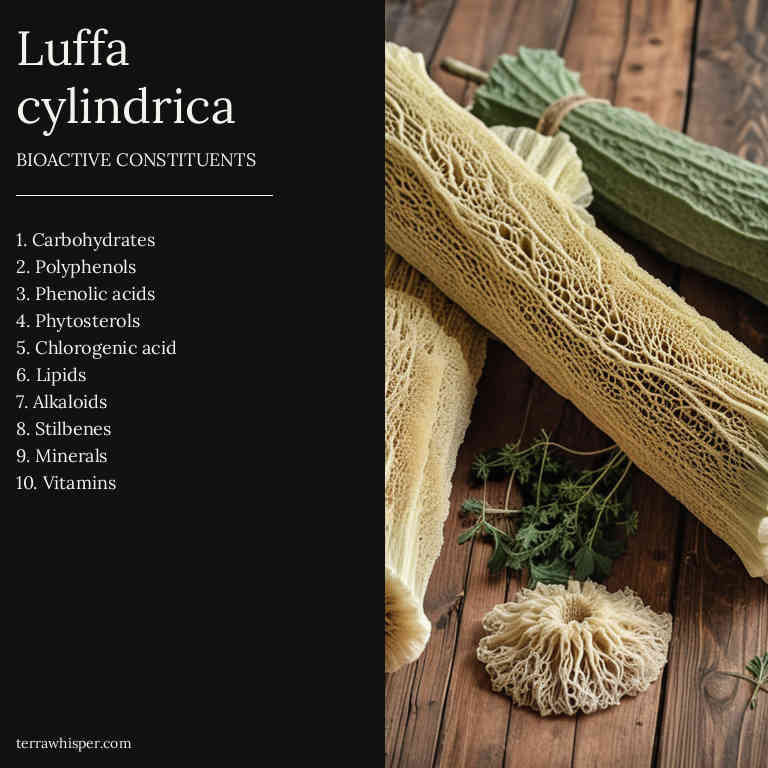 Luffa
cylindrica
BIOACTIVE CONSTITUENTS
1. Carbohydrates
2. Polyphenols
3. Phenolic acids
4. Phytosterols
5. Chlorogenic acid
6. Lipids
7. Alkaloids
8. Stilbenes
9. Minerals
10. Vitamins
terrawhisper.com